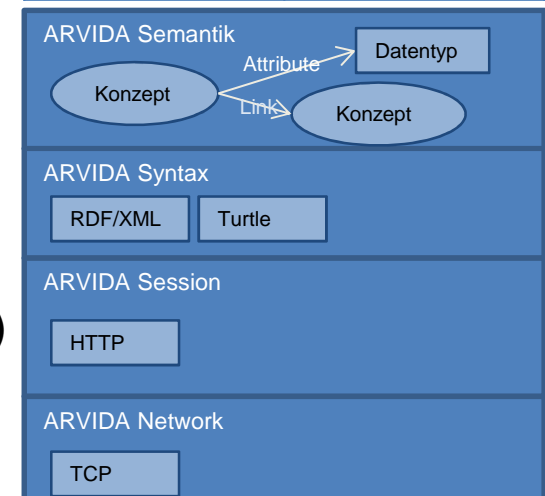 ARVIDA Semantik
Attribute
Datentyp
Konzept
Link
Konzept
ARVIDA Syntax
RDF/XML Turtle
ARVIDA Session
HTTP
ARVIDA Network
TCP